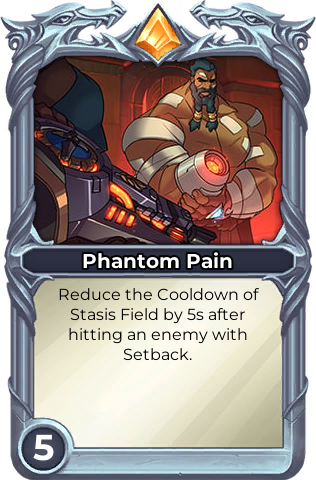 Phantom Pain
Reduce the Cooldown of
Stasis Field by 5s after
hitting an enemy with
Setback.
5